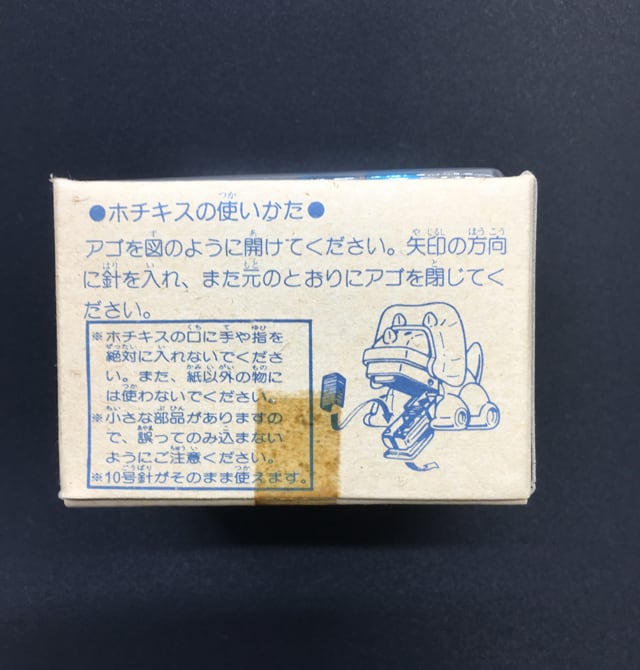 ●ホチキスの使いかた●
アゴを図のように開けてください。矢印の方向
に針を入れ、また元のとおりにアゴを閉じてく
ださい。
※ホチキスの口に手や指を
絶対に入れないでくださ
い。また、紙以外の物に
は使わないでください。
※小さな部品がありますの
で、誤ってのみ込まない
ようにご注意ください。
※10号針がそのまま使えます。